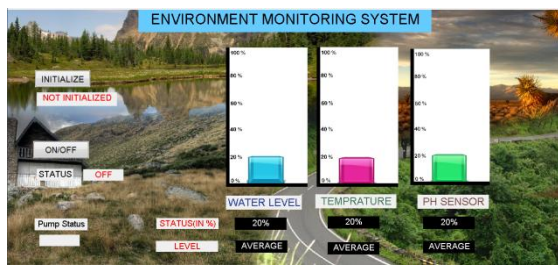 ENVIRONMENT MONITORING SYSTEM
100 % 100 % 100 %
80 % 80 % 80 %
INITIALIZE
NOT INITIALIZED
60 % 60 % 60 %
40 % 40 % 40 %
ON/OFF
20 % 20 % 20 %
STATUS OFF
0 % 0 % 0 %
WATER LEVEL TEMPRATURE PH SENSOR
Pump Status STATUS(IN %) 20% 20% 20%
LEVEL AVERAGE AVERAGE AVERAGE